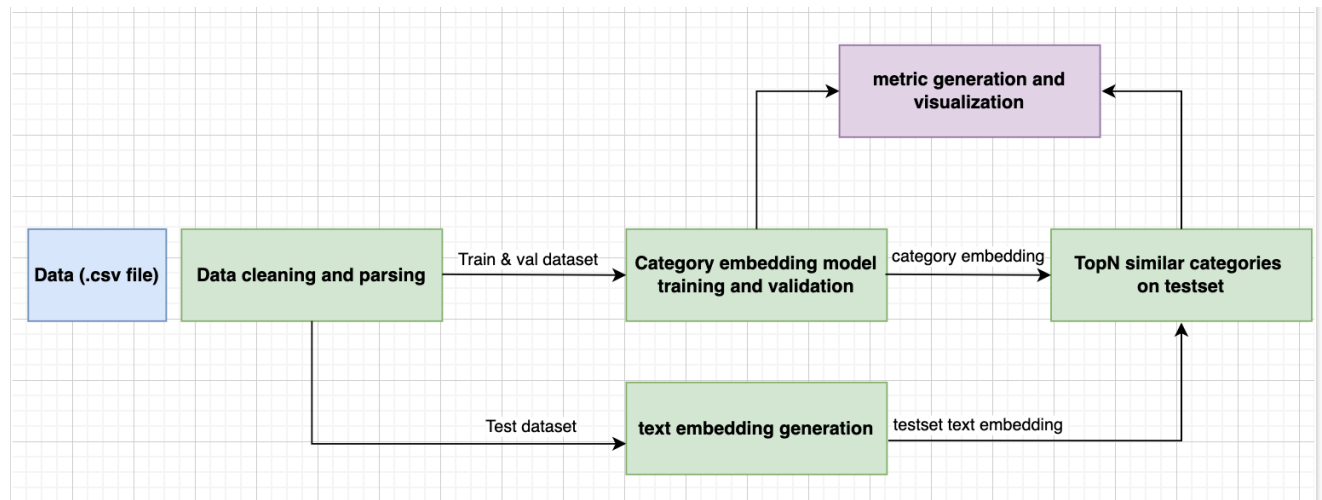 metric generation and
visualization
Data (.csv file)
Data cleaning and parsing
Train & val dataset
Category embedding model
training and validation
category embedding
TopN similar categories
on testset
Test dataset
text embedding generation
testset text embedding